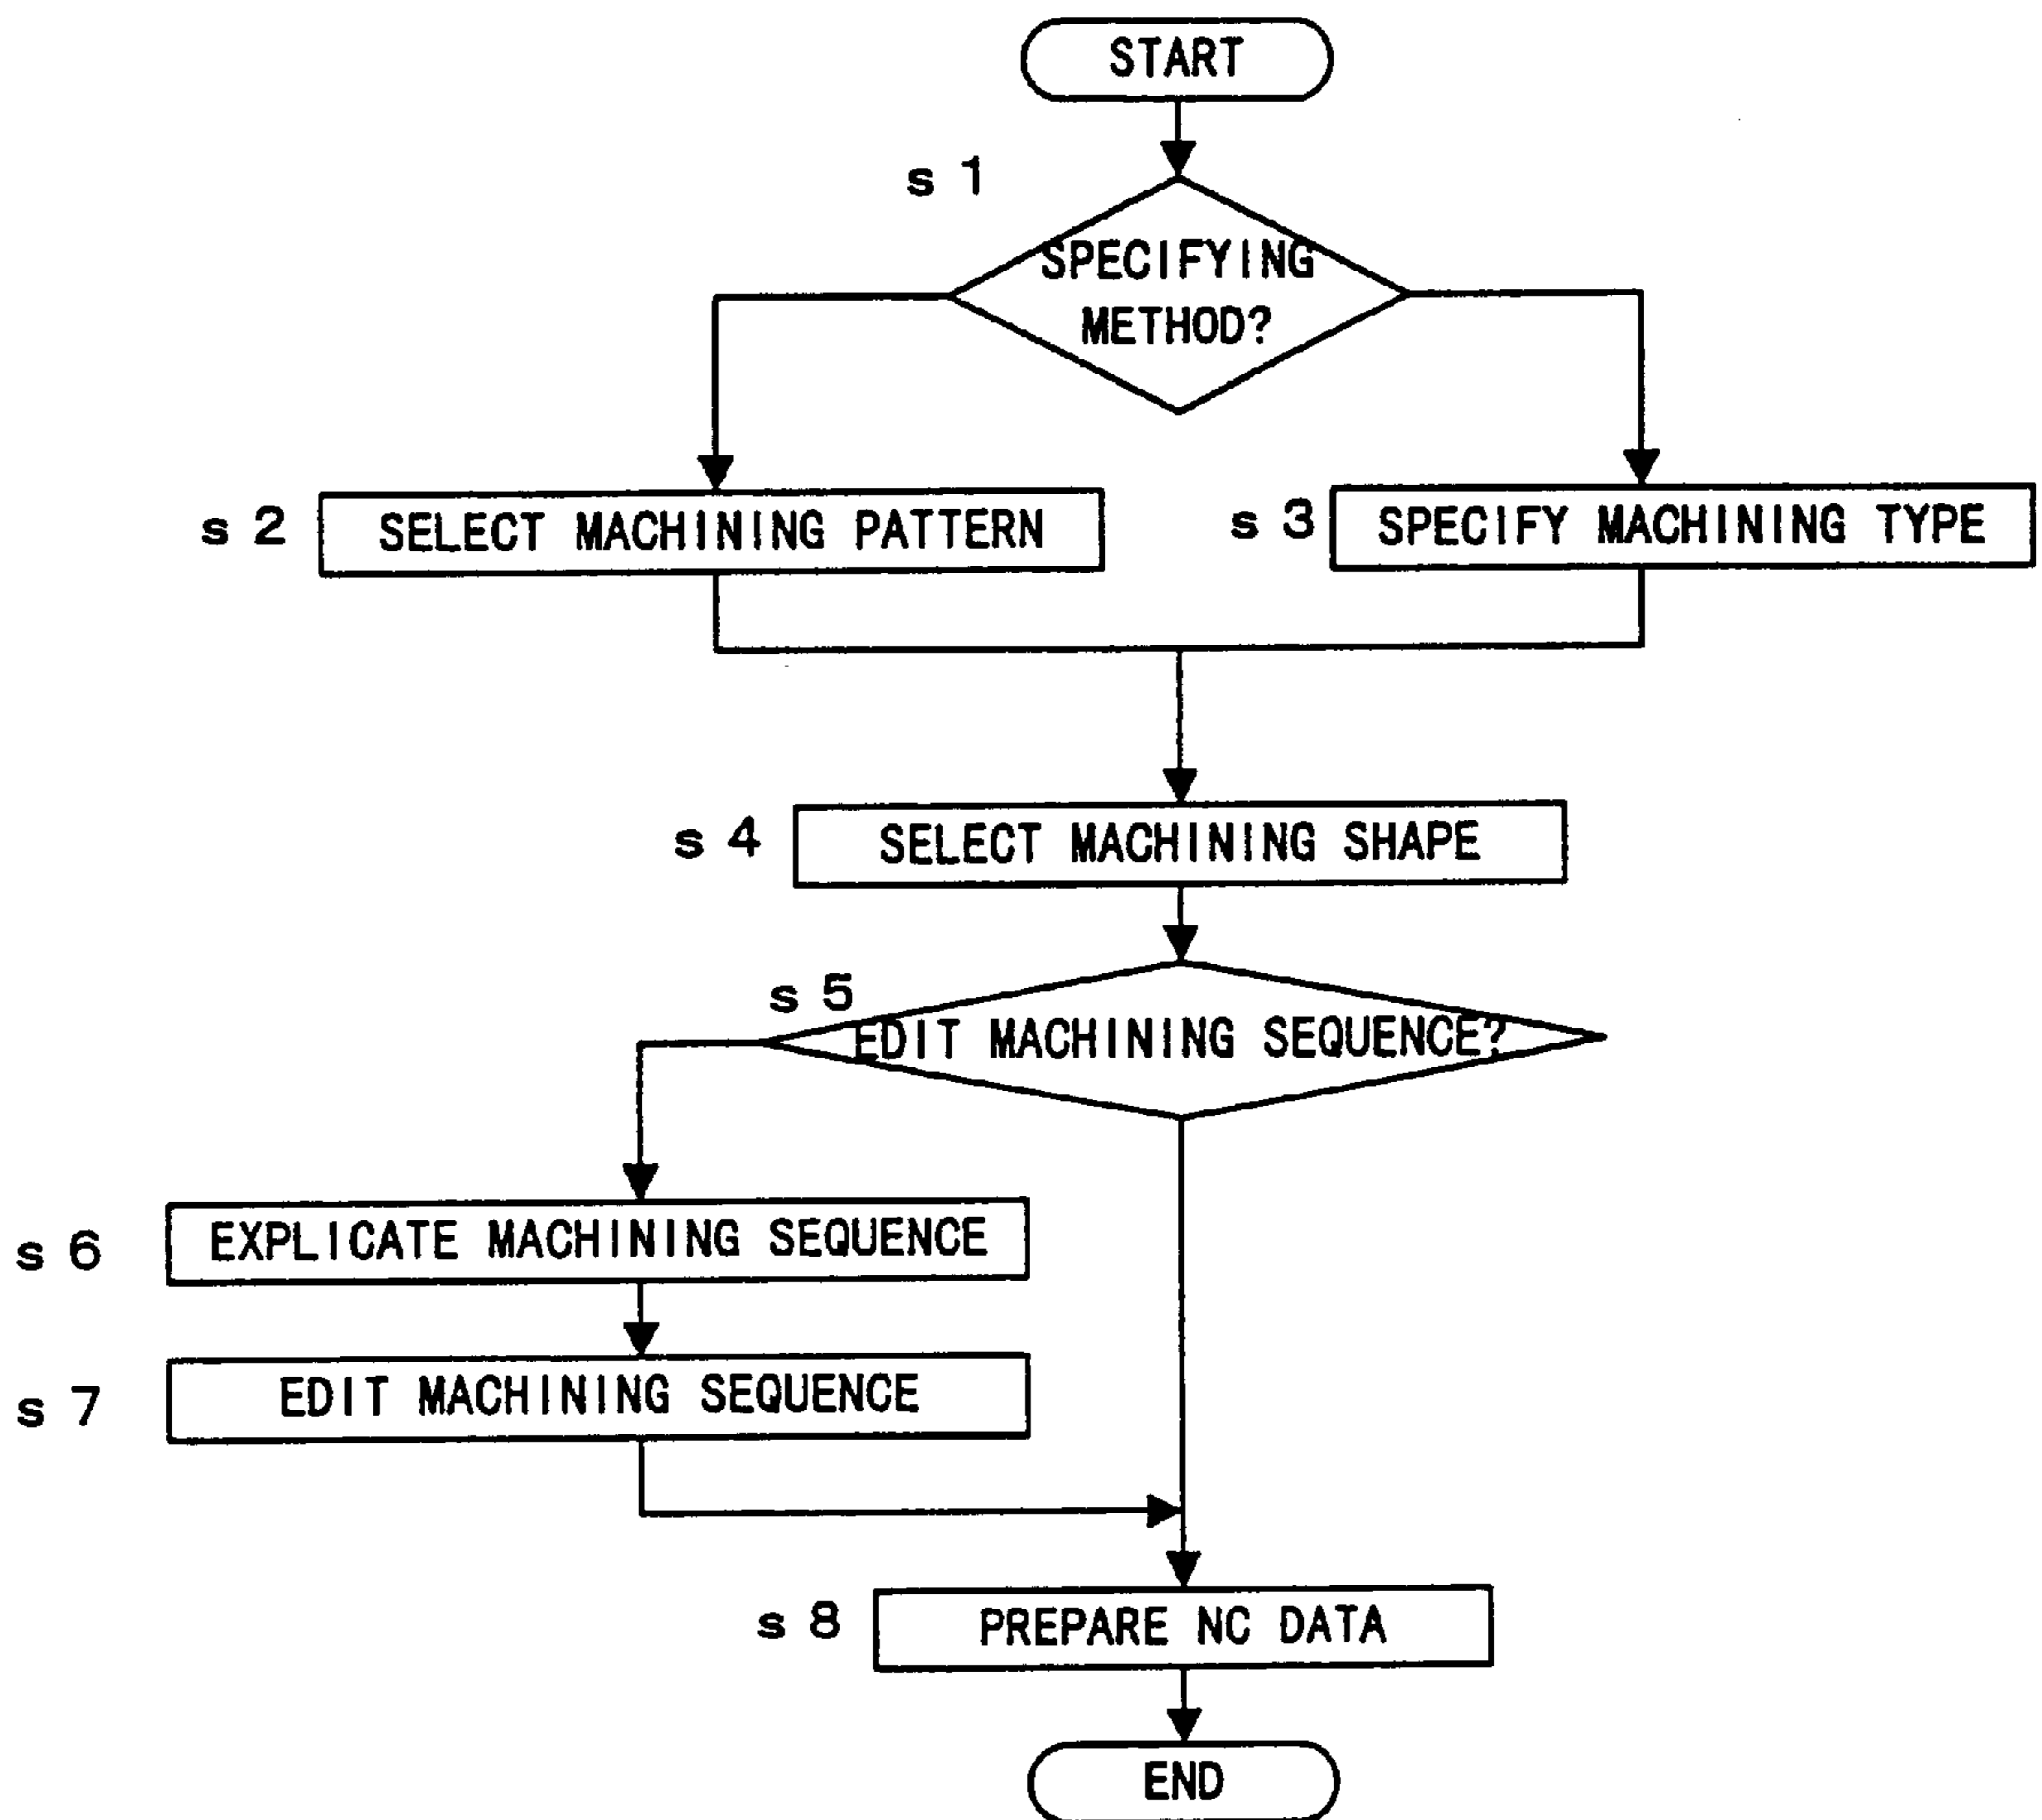 START
s 1
SPECIFYING
METHOD?
s 2
SELECT MACHINING PATTERN
s 3
SPECIFY MACHINING TYPE
s 4
SELECT MACHINING SHAPE
s 5
EDIT MACHINING SEQUENCE?
s 6
EXPLICATE MACHINING SEQUENCE
s 7
EDIT MACHINING SEQUENCE
s 8
PREPARE NC DATA
END